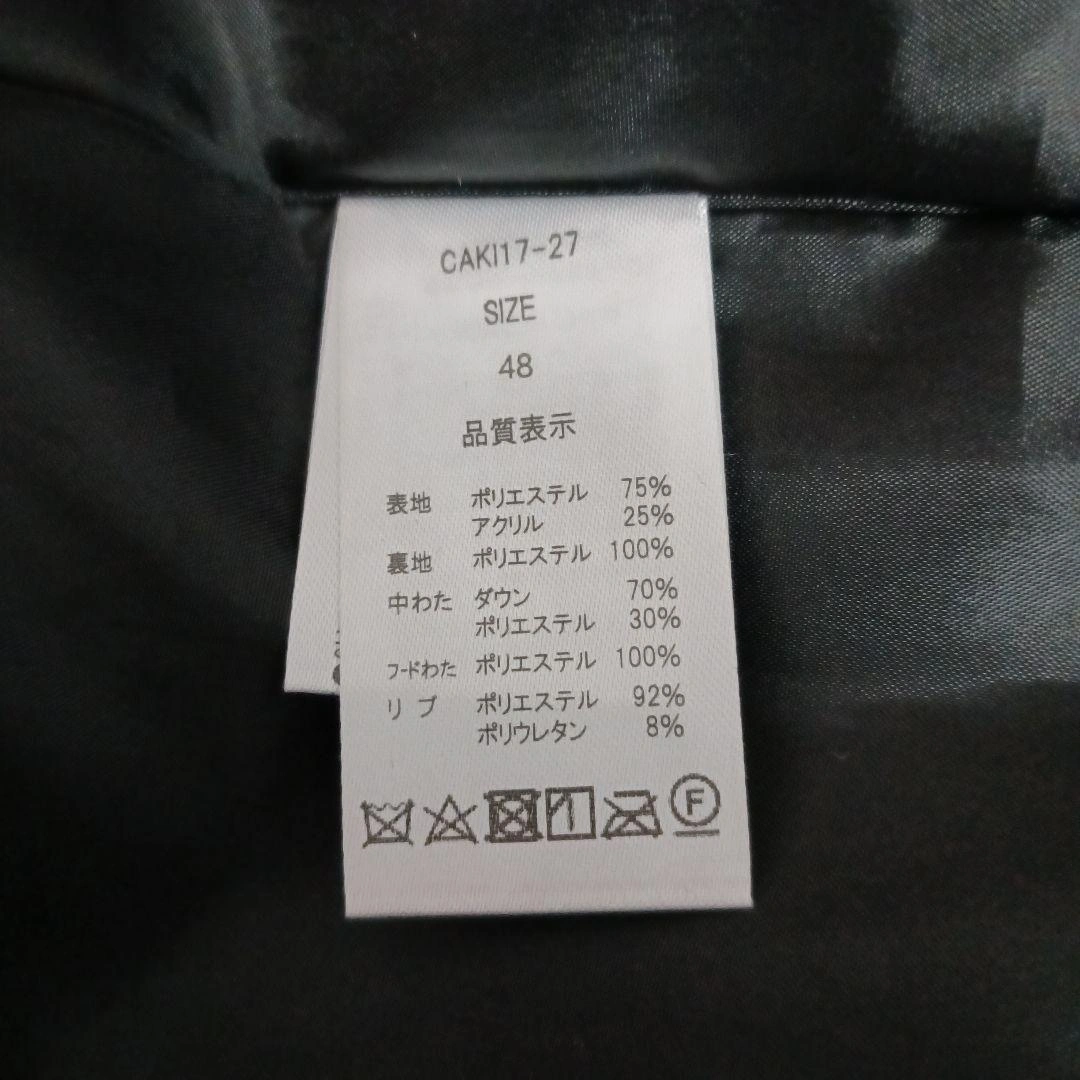 CAKI17-27
SIZE
48
品質表示
表地 ポリエステル 75%
アクリル 25%
裏地 ポリエステル 100%
中わた ダウン 70%
ポリエステル 30%
フードわた ポリエステル 100%
リブ ポリエステル 92%
ポリウレタン 8%
F